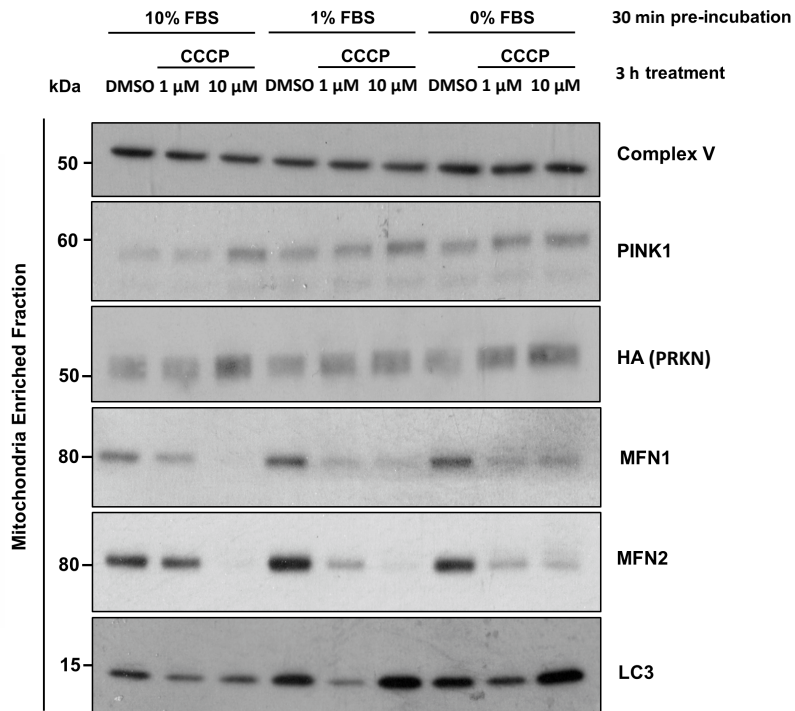 10% FBS 1% FBS 0% FBS 30 min pre-incubation
CCCP CCCP CCCP 3 h treatment
kDa DMSO 1 μM 10 μM DMSO 1 μM 10 μM DMSO 1 μM 10 μM
50 Complex V
60 PINK1
50 HA (PRKN)
80 MFN1
80 MFN2
15 LC3
Mitochondria Enriched Fraction